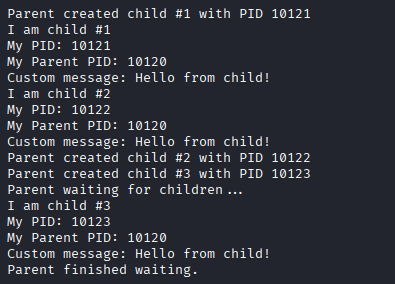 Parent created child #1 with PID 10121
I am child #1
My PID: 10121
My Parent PID: 10120
Custom message: Hello from child!
I am child #2
My PID: 10122
My Parent PID: 10120
Custom message: Hello from child!
Parent created child #2 with PID 10122
Parent created child #3 with PID 10123
Parent waiting for children...
I am child #3
My PID: 10123
My Parent PID: 10120
Custom message: Hello from child!
Parent finished waiting.